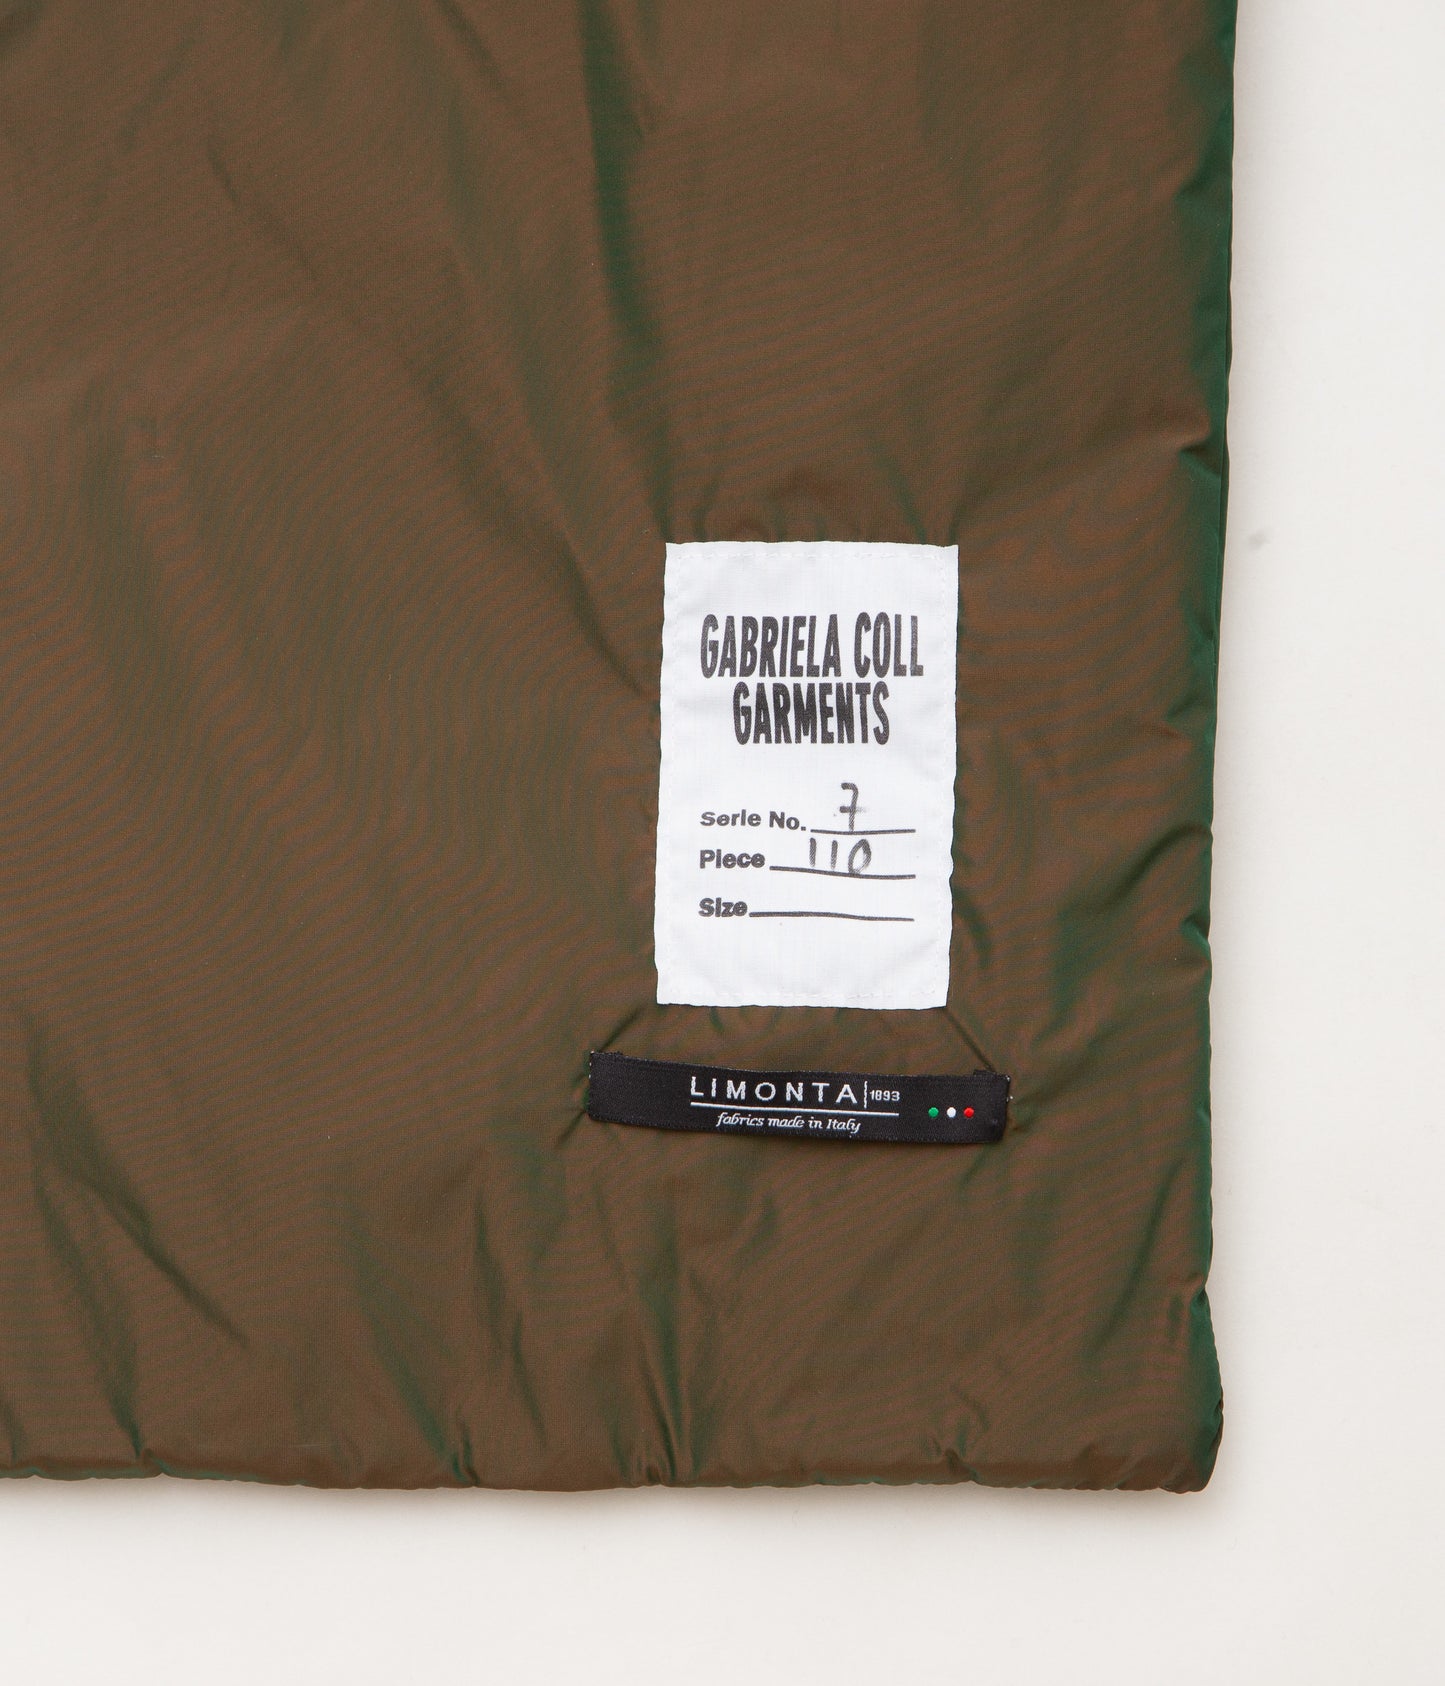 GABRIELA COLL
GARMENTS
Serie No. 7
Piece 110
Size
LIMONTA 1893
fabrics made in Italy